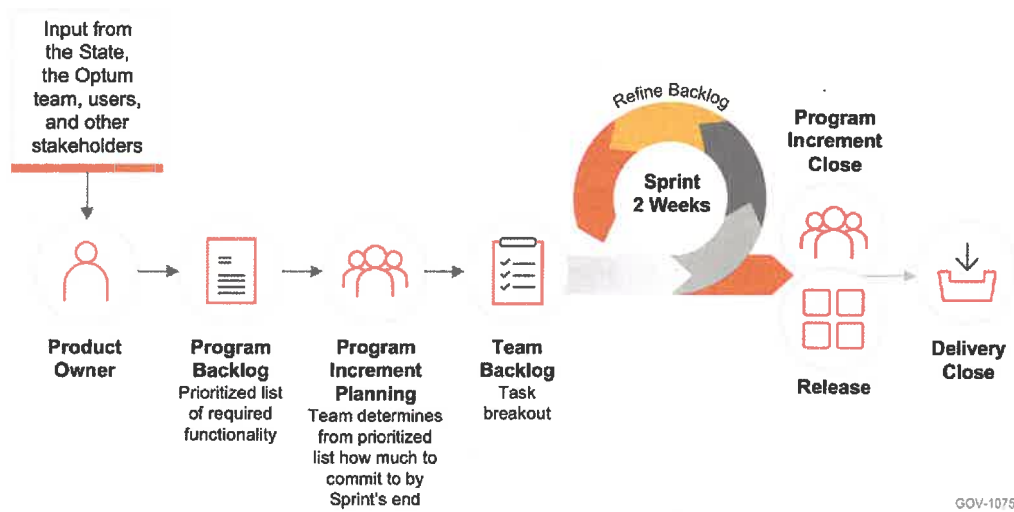 Input from
the State,
the Optum
team, users,
and other
stakeholders
Product
Owner
Program
Backlog
Prioritized list
of required
functionality
Program
Increment
Planning
Team determines
from prioritized
list how much to
commit to by
Sprint's end
Team
Backlog
Task
breakout
Refine Backlog
Sprint
2 Weeks
Program
Increment
Close
Release
Delivery
Close
GOV-1075